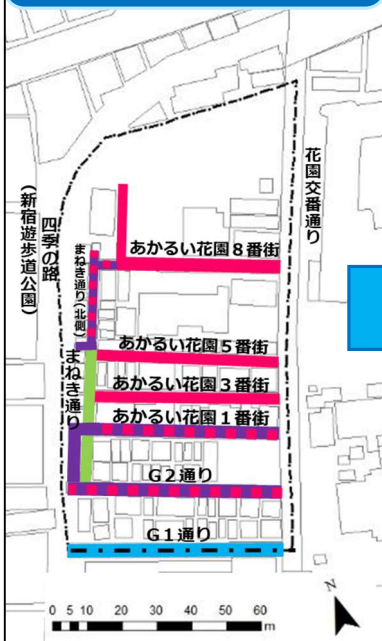 花園交番通り
(新宿遊歩道公園)
四季の路
あかるい花園8番街
まねき通り(北側)
あかるい花園5番街
まねき通り
あかるい花園3番街
あかるい花園1番街
G2通り
G1通り
N
0 5 10 20 30 40 50 60
m